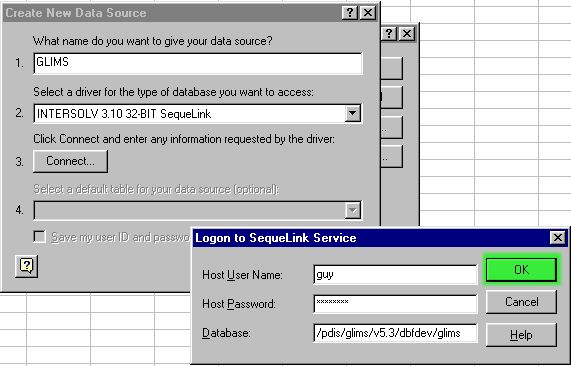 Create New Data Source
What name do you want to give your data source?
1. GLIMS
Select a driver for the type of database you want to access:
2. INTERSOLV 3.10 32-BIT SequeLink
Click Connect and enter any information requested by the driver:
3. Connect...
Select a default table for your data source (optional):
4.
Save my user ID and passwo
Logon to SequeLink Service
Host User Name: guy OK
Host Password: xxxxxxxx Cancel
Database: /pdis/glims/v5.3/dbfdev/glims Help